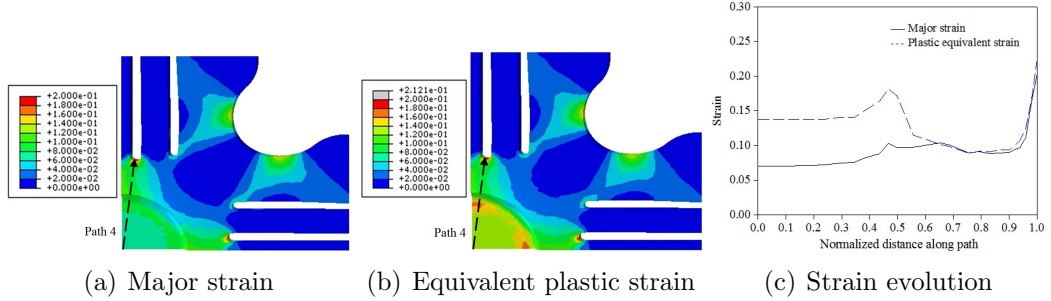 +2.000e-01
+1.800e-01
+1.600e-01
+1.400e-01
+1.200e-01
+1.000e-01
+8.000e-02
+6.000e-02
+4.000e-02
+2.000e-02
+0.000e+00
Path 4
(a) Major strain
+2.121e-01
+2.000e-01
+1.800e-01
+1.600e-01
+1.400e-01
+1.200e-01
+1.000e-01
+8.000e-02
+6.000e-02
+4.000e-02
+2.000e-02
+0.000e+00
Path 4
(b) Equivalent plastic strain
0.30
0.25
0.20
0.15
0.10
0.05
0.00
Strain
Major strain
Plastic equivalent strain
0.0 0.1 0.2 0.3 0.4 0.5 0.6 0.7 0.8 0.9 1.0
Normalized distance along path
(c) Strain evolution